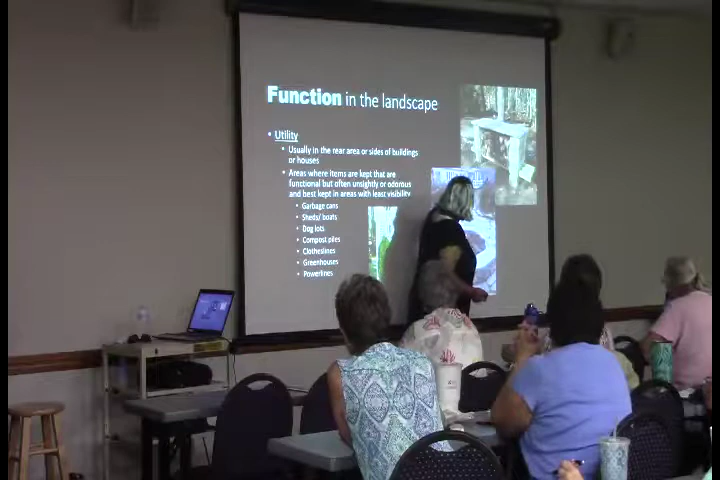 Function in the landscape
• Utility
• Usually in the rear area or sides of buildings
or houses
• Areas where items are kept that are
functional but often unsightly or odorous
and best kept in areas with least visibility
• Garbage cans
• Sheds/ boats
• Dog lots
• Compost piles
• Clotheslines
• Greenhouses
• Powerlines